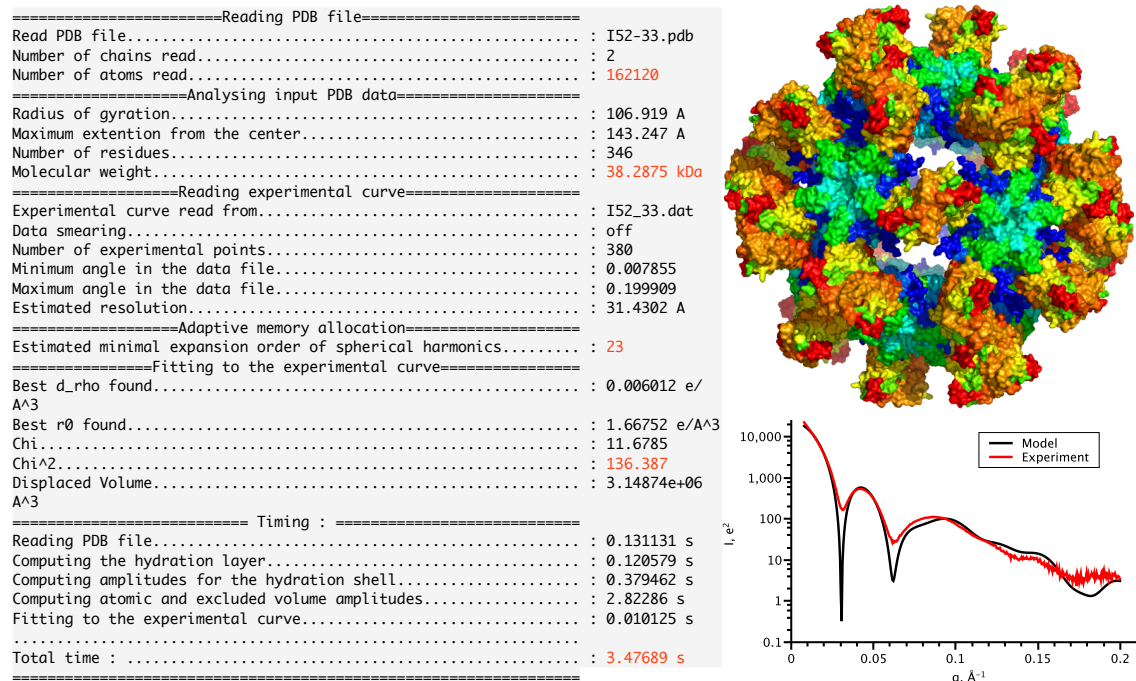 ========================Reading PDB file=========================
Read PDB file.................................................... : I52-33.pdb
Number of chains read............................................ : 2
Number of atoms read............................................. : 162120
====================Analysing input PDB data=====================
Radius of gyration............................................... : 106.919 A
Maximum extention from the center................................ : 143.247 A
Number of residues............................................... : 346
Molecular weight................................................. : 38.2875 kDa
===================Reading experimental curve====================
Experimental curve read from..................................... : I52_33.dat
Data smearing.................................................... : off
Number of experimental points.................................... : 380
Minimum angle in the data file................................... : 0.007855
Maximum angle in the data file................................... : 0.199909
Estimated resolution............................................. : 31.4302 A
===================Adaptive memory allocation====================
Estimated minimal expansion order of spherical harmonics......... : 23
================Fitting to the experimental curve================
Best d_rho found................................................. : 0.006012 e/
A^3
Best r0 found.................................................... : 1.66752 e/A^3
Chi.............................................................. : 11.6785
Chi^2............................................................ : 136.387
Displaced Volume................................................. : 3.14874e+06
A^3
=========================== Timing : ============================
Reading PDB file................................................. : 0.131131 s
Computing the hydration layer.................................... : 0.120579 s
Computing amplitudes for the hydration shell..................... : 0.379462 s
Computing atomic and excluded volume amplitudes.................. : 2.82286 s
Fitting to the experimental curve................................ : 0.010125 s
.................................................................
Total time : .................................................... : 3.47689 s
=================================================================
10,000
1,000
100
10
1
0.1
I, e²
Model
Experiment
0
0.05
0.1
0.15
0.2
q, Å⁻¹